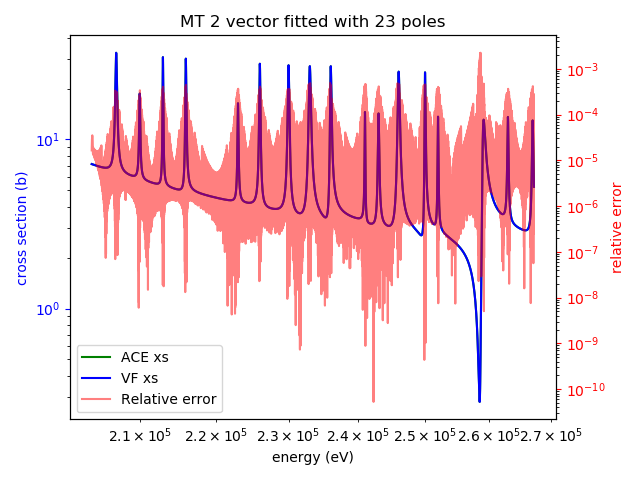 MT 2 vector fitted with 23 poles
cross section (b)
10¹
10⁰
ACE xs
VF xs
Relative error
10⁻³
10⁻⁴
10⁻⁵
10⁻⁶
10⁻⁷
10⁻⁸
10⁻⁹
10⁻¹⁰
relative error
2.1 × 10⁵ 2.2 × 10⁵ 2.3 × 10⁵ 2.4 × 10⁵ 2.5 × 10⁵ 2.6 × 10⁵ 2.7 × 10⁵
energy (eV)